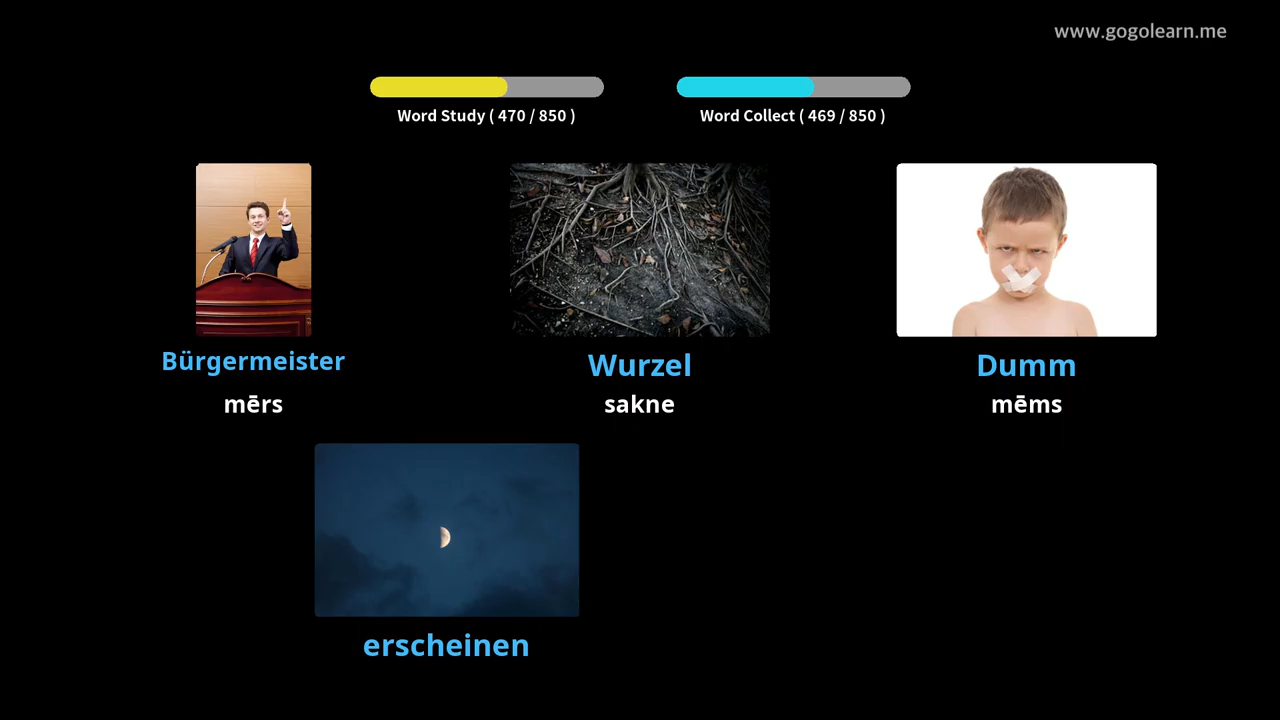 www.gogolearn.me
Word Study ( 470 / 850 )
Word Collect ( 469 / 850 )
Bürgermeister
mērs
Wurzel
sakne
Dumm
mēms
erscheinen